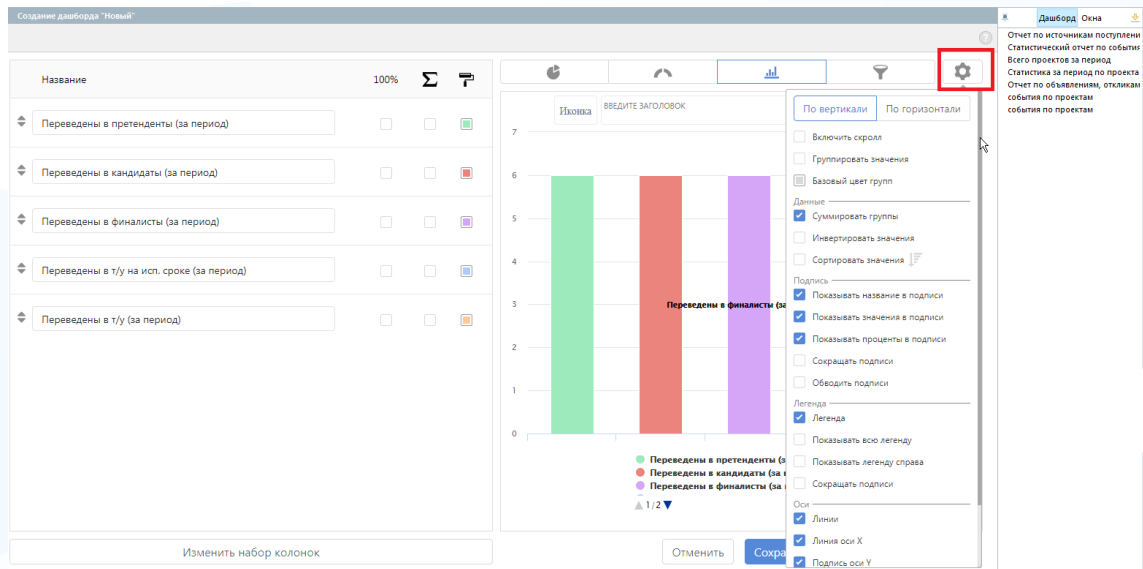 Создание дашборда "Новый"
Дашборд Окна
Отчет по источникам поступлени
Статистический отчет по события
Всего проектов за период
Статистика за период по проекта
Отчет по объявлениям, откликам
события по проектам
события по проектам
Название 100% Σ
Переведены в претенденты (за период)
Переведены в кандидаты (за период)
Переведены в финалисты (за период)
Переведены в т/у на исп. сроке (за период)
Переведены в т/у (за период)
Изменить набор колонок
Иконка
ВВЕДИТЕ ЗАГОЛОВОК
7
6
5
4
3
2
1
0
Переведены в финалисты (за
Переведены в претенденты (з
Переведены в кандидаты (за
Переведены в финалисты (за
1/2
Отменить
Сохра
По вертикали По горизонтали
Включить скролл
Группировать значения
Базовый цвет групп
Данные
Суммировать группы
Инвертировать значения
Сортировать значения
Подпись
Показывать название в подписи
Показывать значения в подписи
Показывать проценты в подписи
Сокращать подписи
Обводить подписи
Легенда
Легенда
Показывать всю легенду
Показывать легенду справа
Сокращать подписи
Оси
Линии
Линия оси X
Подпись оси Y